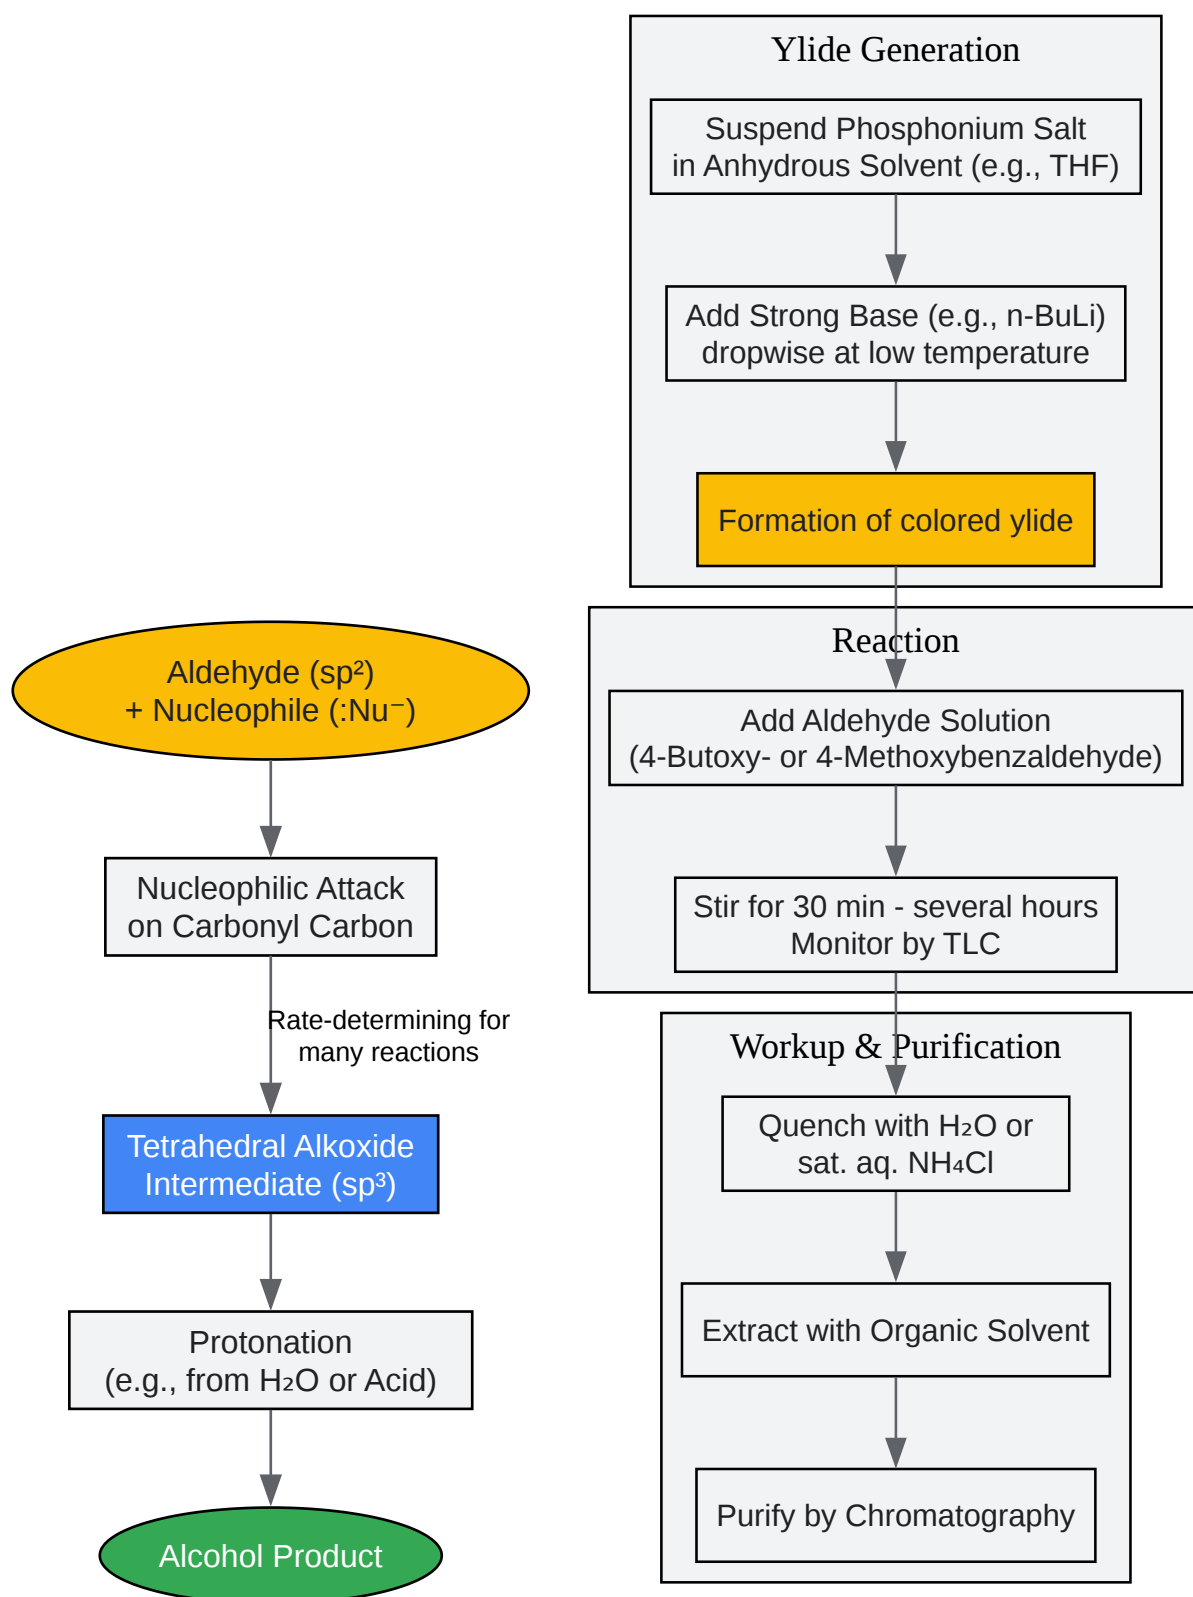 Aldehyde (sp²)
+ Nucleophile (:Nu⁻)
Nucleophilic Attack
on Carbonyl Carbon
Rate-determining for
many reactions
Tetrahedral Alkoxide
Intermediate (sp³)
Protonation
(e.g., from H₂O or Acid)
Alcohol Product
Ylide Generation
Suspend Phosphonium Salt
in Anhydrous Solvent (e.g., THF)
Add Strong Base (e.g., n-BuLi)
dropwise at low temperature
Formation of colored ylide
Reaction
Add Aldehyde Solution
(4-Butoxy- or 4-Methoxybenzaldehyde)
Stir for 30 min - several hours
Monitor by TLC
Workup & Purification
Quench with H₂O or
sat. aq. NH₄Cl
Extract with Organic Solvent
Purify by Chromatography